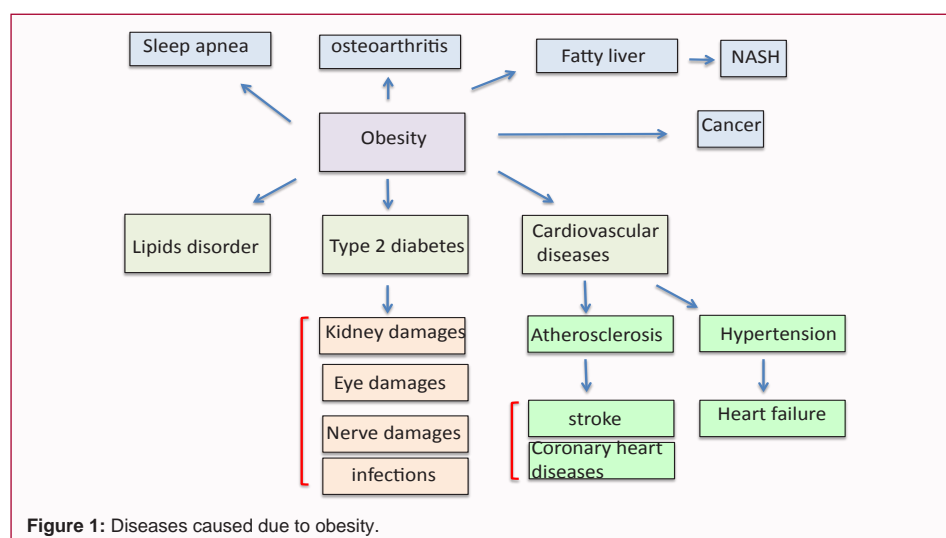 Sleep apnea
osteoarthritis
Fatty liver
NASH
Obesity
Cancer
Lipids disorder
Type 2 diabetes
Cardiovascular
diseases
Kidney damages
Atherosclerosis
Hypertension
Eye damages
stroke
Heart failure
Nerve damages
Coronary heart
diseases
infections
Figure 1: Diseases caused due to obesity.